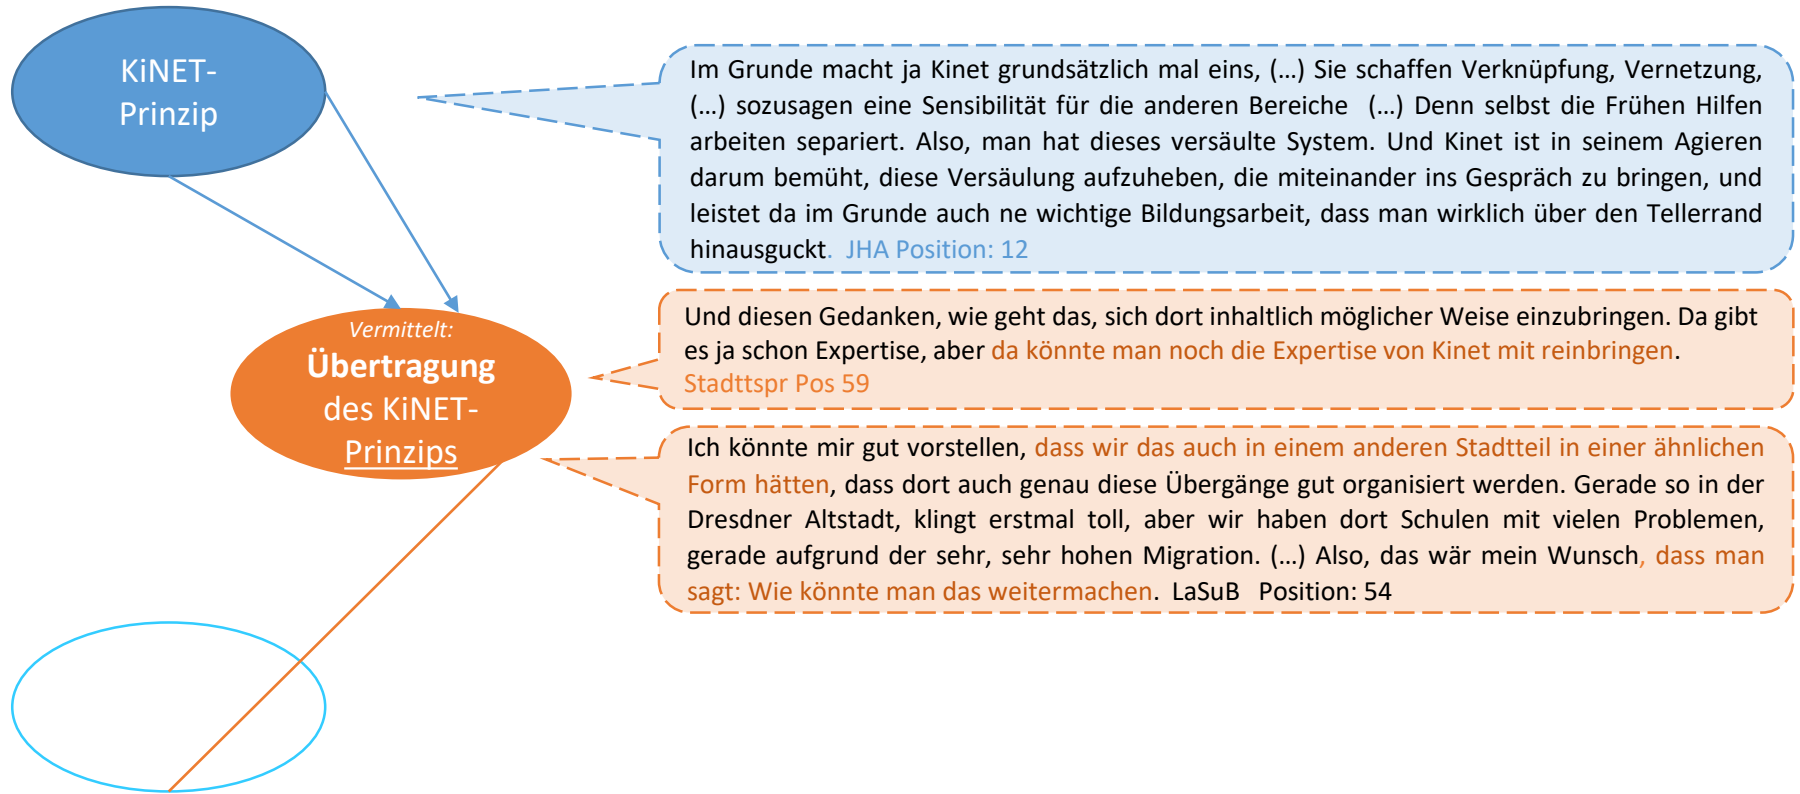 KiNET-
Prinzip
Im Grunde macht ja Kinet grundsätzlich mal eins, (...) Sie schaffen Verknüpfung, Vernetzung,
(...) sozusagen eine Sensibilität für die anderen Bereiche (...) Denn selbst die Frühen Hilfen
arbeiten separiert. Also, man hat dieses versäulte System. Und Kinet ist in seinem Agieren
darum bemüht, diese Versäulung aufzuheben, die miteinander ins Gespräch zu bringen, und
leistet da im Grunde auch ne wichtige Bildungsarbeit, dass man wirklich über den Tellerrand
hinausguckt. JHA Position: 12
Vermittelt:
Übertragung
des KiNET-
Prinzips
Und diesen Gedanken, wie geht das, sich dort inhaltlich möglicher Weise einzubringen. Da gibt
es ja schon Expertise, aber da könnte man noch die Expertise von Kinet mit reinbringen.
Stadttspr Pos 59
Ich könnte mir gut vorstellen, dass wir das auch in einem anderen Stadtteil in einer ähnlichen
Form hätten, dass dort auch genau diese Übergänge gut organisiert werden. Gerade so in der
Dresdner Altstadt, klingt erstmal toll, aber wir haben dort Schulen mit vielen Problemen,
gerade aufgrund der sehr, sehr hohen Migration. (...) Also, das wär mein Wunsch, dass man
sagt: Wie könnte man das weitermachen. LaSuB Position: 54